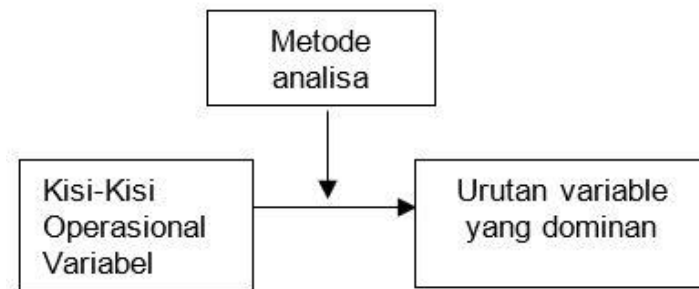 Metode
analisa
Kisi-Kisi
Operasional
Variabel
Urutan variable
yang dominan